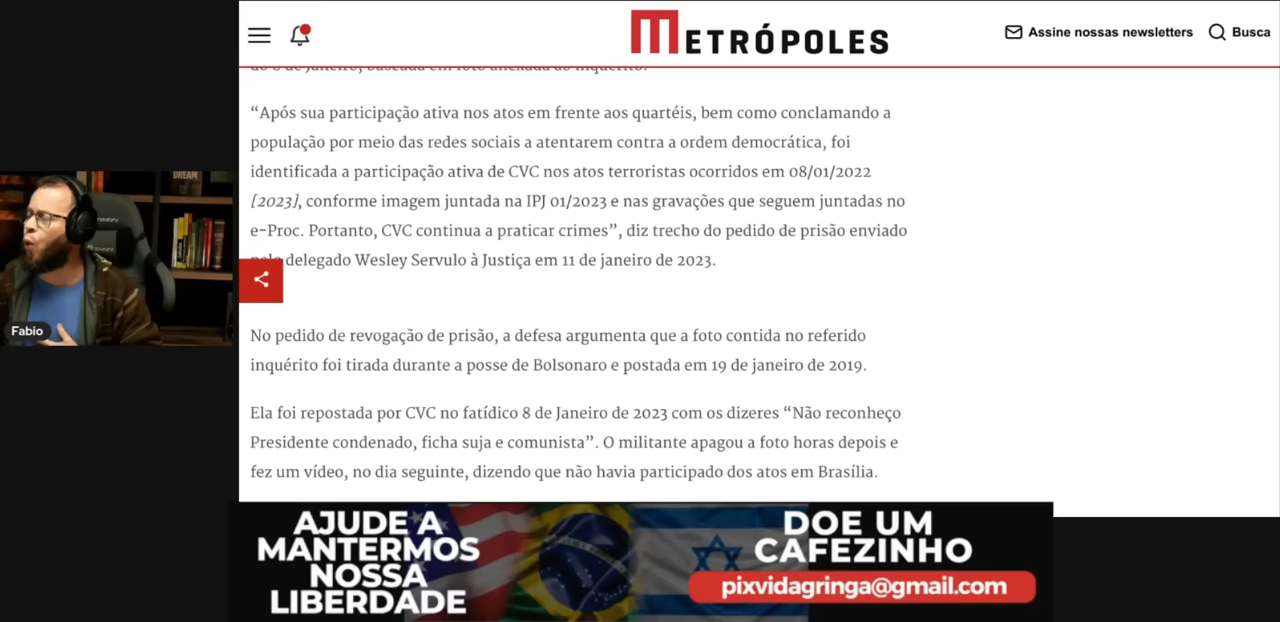 METRÓPOLES
Assine nossas newsletters
Busca
“Após sua participação ativa nos atos em frente aos quartéis, bem como conclamando a
população por meio das redes sociais a atentarem contra a ordem democrática, foi
identificada a participação ativa de CVC nos atos terroristas ocorridos em 08/01/2022
[2023], conforme imagem juntada na IPJ 01/2023 e nas gravações que seguem juntadas no
e-Proc. Portanto, CVC continua a praticar crimes”, diz trecho do pedido de prisão enviado
pelo delegado Wesley Servulo à Justiça em 11 de janeiro de 2023.
No pedido de revogação de prisão, a defesa argumenta que a foto contida no referido
inquérito foi tirada durante a posse de Bolsonaro e postada em 19 de janeiro de 2019.
Ela foi repostada por CVC no fatídico 8 de Janeiro de 2023 com os dizeres “Não reconheço
Presidente condenado, ficha suja e comunista”. O militante apagou a foto horas depois e
fez um vídeo, no dia seguinte, dizendo que não havia participado dos atos em Brasília.
DREAM
Fabio
AJUDE A
MANTERMOS
NOSSA
LIBERDADE
DOE UM
CAFEZINHO
pixvidagringa@gmail.com